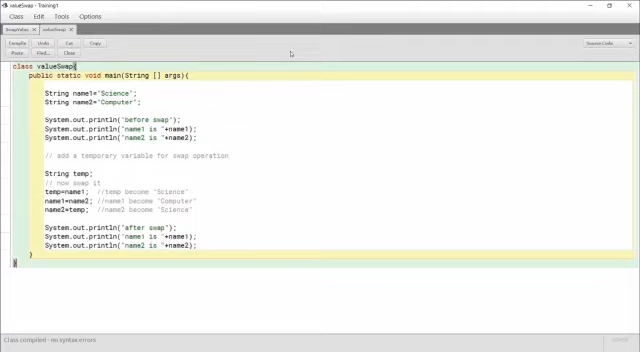 valueSwap - Training1
Class Edit Tools Options
SwapValue X valueSwap X
Compile Undo Cut Copy Source Code
Paste Find... Close
class valueSwap{
public static void main(String [] args){
String name1="Science";
String name2="Computer";
System.out.println("before swap");
System.out.println("name1 is "+name1);
System.out.println("name2 is "+name2);
// add a temporary variable for swap operation
String temp;
// now swap it
temp=name1; //temp become "Science"
name1=name2; //name1 become "Computer"
name2=temp; //name2 become "Science"
System.out.println("after swap");
System.out.println("name1 is "+name1);
System.out.println("name2 is "+name2);
}
}
Class compiled - no syntax errors